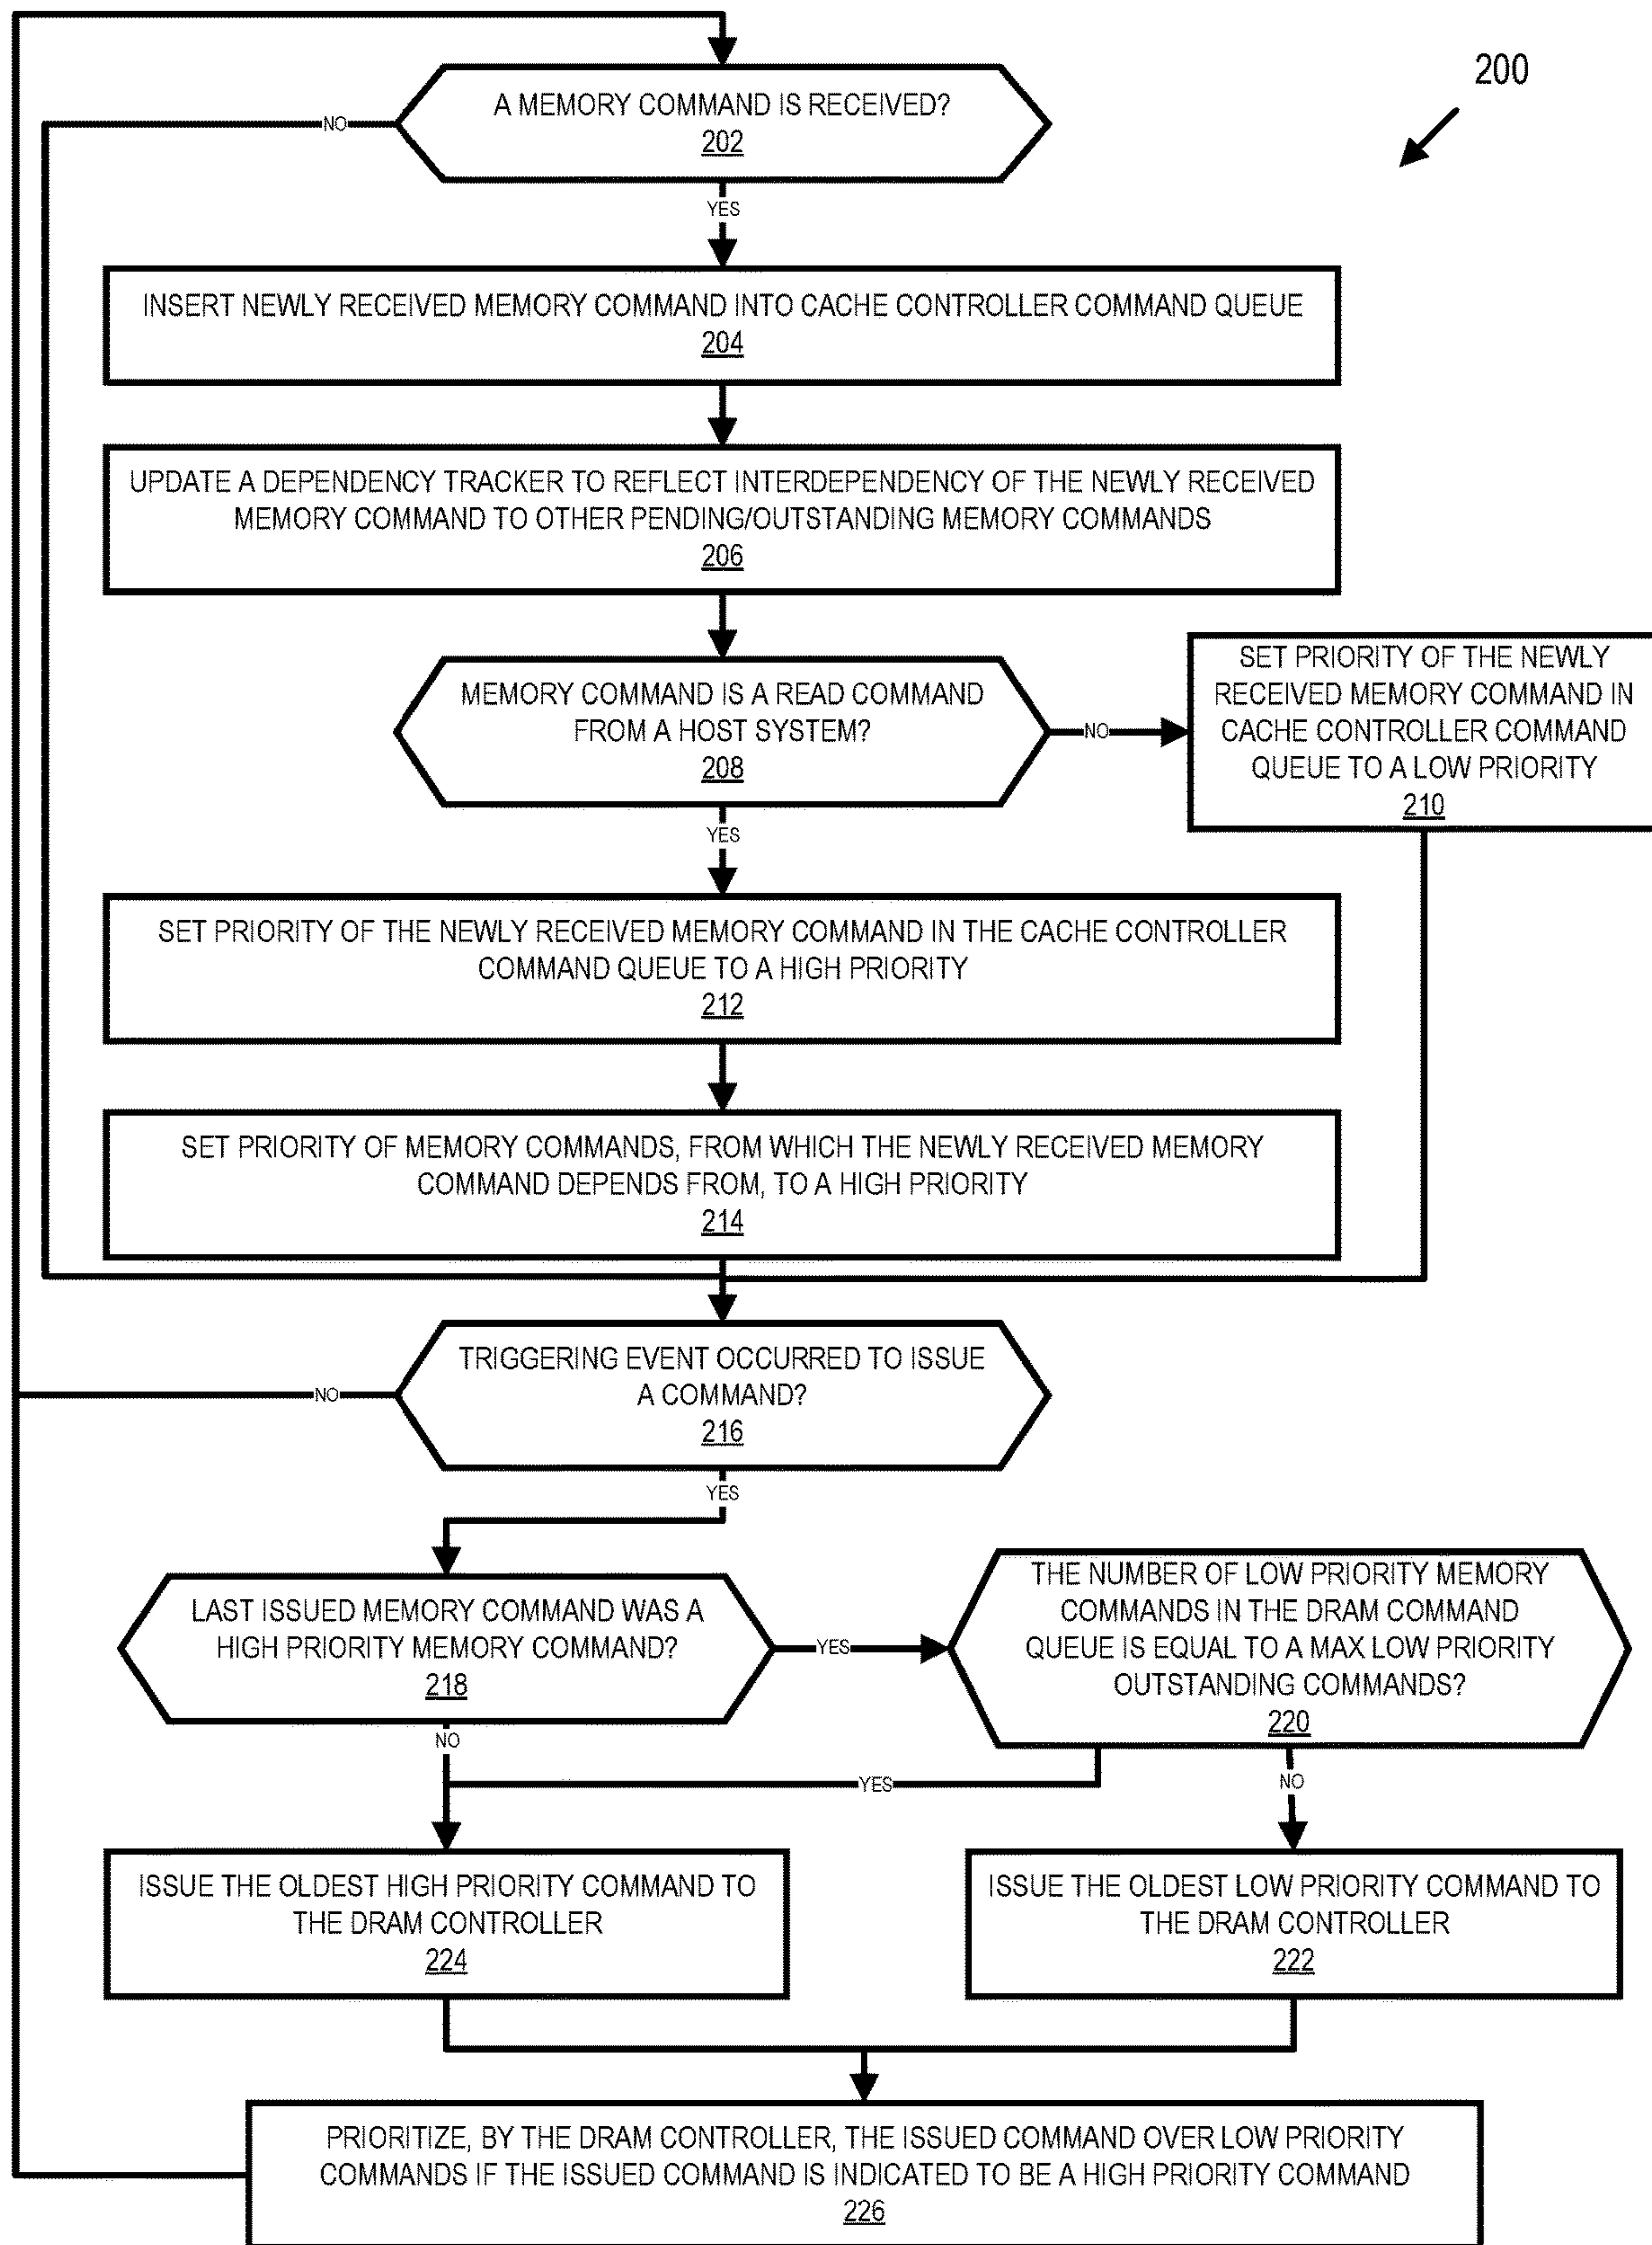 200
A MEMORY COMMAND IS RECEIVED?
202
NO
YES
INSERT NEWLY RECEIVED MEMORY COMMAND INTO CACHE CONTROLLER COMMAND QUEUE
204
UPDATE A DEPENDENCY TRACKER TO REFLECT INTERDEPENDENCY OF THE NEWLY RECEIVED
MEMORY COMMAND TO OTHER PENDING/OUTSTANDING MEMORY COMMANDS
206
MEMORY COMMAND IS A READ COMMAND
FROM A HOST SYSTEM?
208
NO
SET PRIORITY OF THE NEWLY
RECEIVED MEMORY COMMAND IN
CACHE CONTROLLER COMMAND
QUEUE TO A LOW PRIORITY
210
YES
SET PRIORITY OF THE NEWLY RECEIVED MEMORY COMMAND IN THE CACHE CONTROLLER
COMMAND QUEUE TO A HIGH PRIORITY
212
SET PRIORITY OF MEMORY COMMANDS, FROM WHICH THE NEWLY RECEIVED MEMORY
COMMAND DEPENDS FROM, TO A HIGH PRIORITY
214
TRIGGERING EVENT OCCURRED TO ISSUE
A COMMAND?
216
NO
YES
LAST ISSUED MEMORY COMMAND WAS A
HIGH PRIORITY MEMORY COMMAND?
218
YES
THE NUMBER OF LOW PRIORITY MEMORY
COMMANDS IN THE DRAM COMMAND
QUEUE IS EQUAL TO A MAX LOW PRIORITY
OUTSTANDING COMMANDS?
220
NO
YES
NO
ISSUE THE OLDEST HIGH PRIORITY COMMAND TO
THE DRAM CONTROLLER
224
ISSUE THE OLDEST LOW PRIORITY COMMAND TO
THE DRAM CONTROLLER
222
PRIORITIZE, BY THE DRAM CONTROLLER, THE ISSUED COMMAND OVER LOW PRIORITY
COMMANDS IF THE ISSUED COMMAND IS INDICATED TO BE A HIGH PRIORITY COMMAND
226